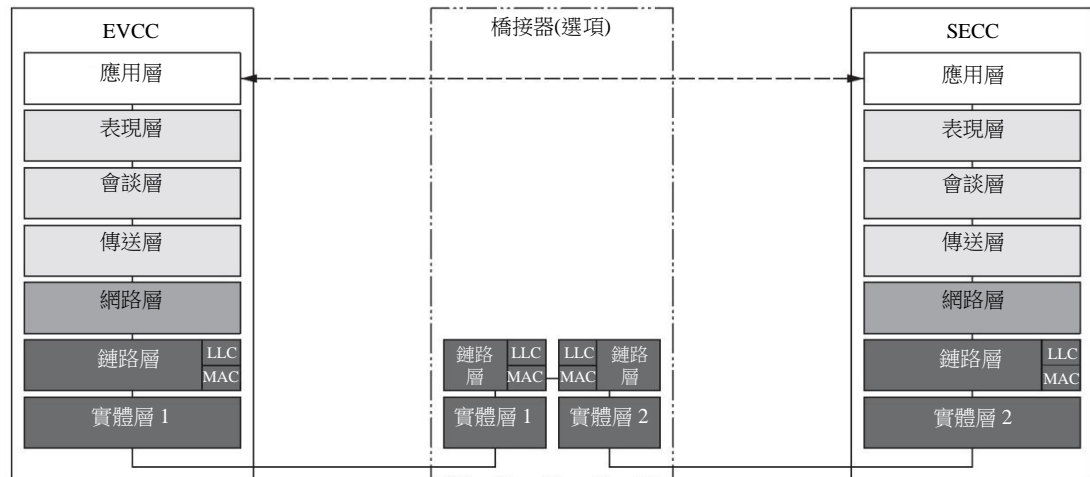 EVCC
應用層
表現層
會談層
傳送層
網路層
鏈路層
LLC
MAC
實體層 1
橋接器(選項)
鏈路
層
LLC
MAC
實體層 1
LLC
MAC
鏈路
層
實體層 2
SECC
應用層
表現層
會談層
傳送層
網路層
鏈路層
LLC
MAC
實體層 2